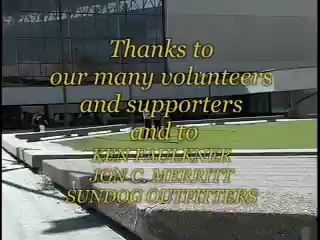 Thanks to
our many volunteers
and supporters
and to
KEN FAULKNER
JON C. MERRITT
SUNDOG OUTFITTERS